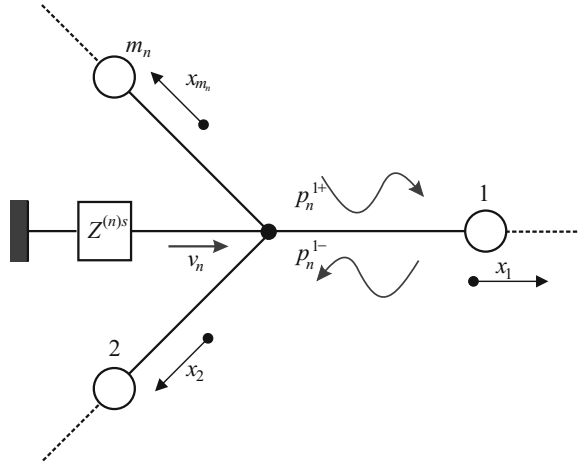 m_n
x_{m_n}
p_n^{1+}
1
Z^{(n)s}
v_n
p_n^{1−}
x_1
2
x_2